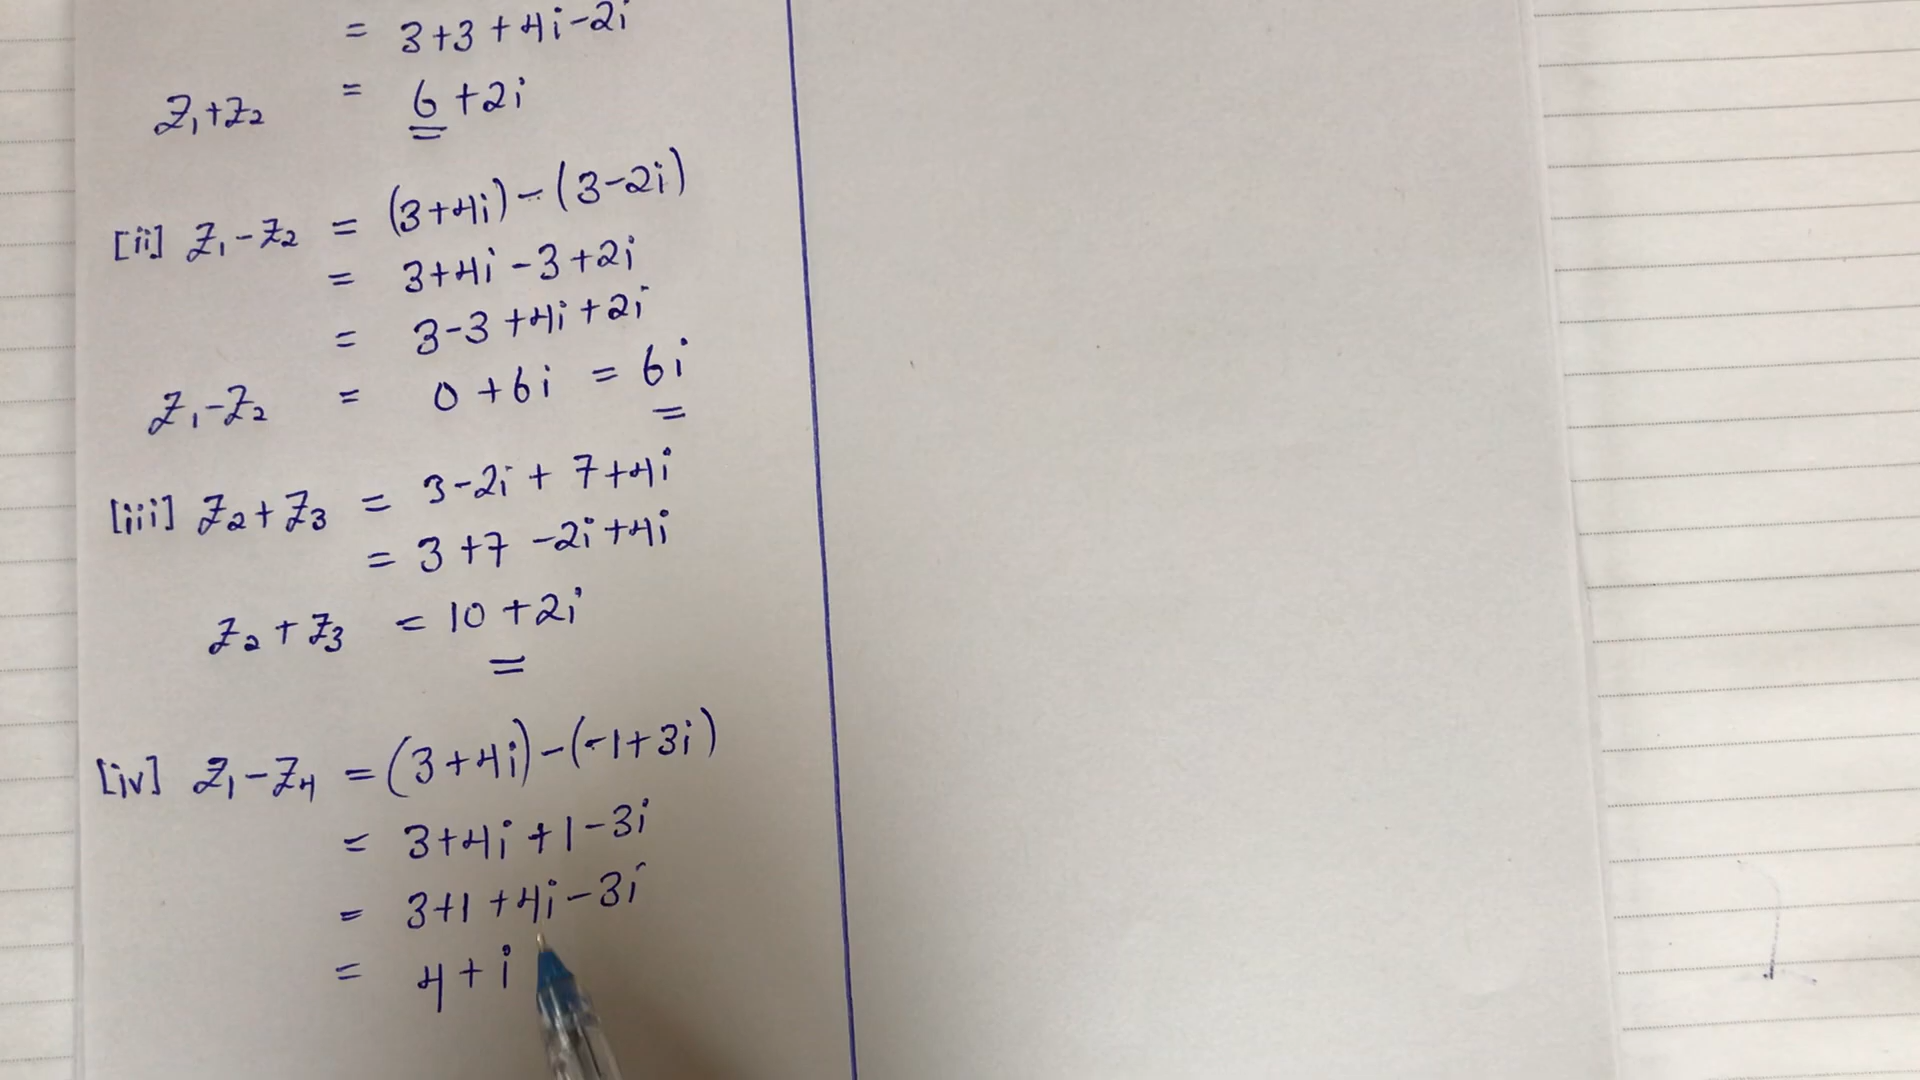 = 3+3+4i-2i
Z₁+Z₂ = 6+2i
[ii] Z₁-Z₂ = (3+4i)-(3-2i)
= 3+4i-3+2i
= 3-3+4i+2i
Z₁-Z₂ = 0+6i = 6i
[iii] Z₂+Z₃ = 3-2i+7+4i
= 3+7-2i+4i
Z₂+Z₃ = 10+2i
[iv] Z₁-Z₄ = (3+4i)-(-1+3i)
= 3+4i+1-3i
= 3+1+4i-3i
= 4+i